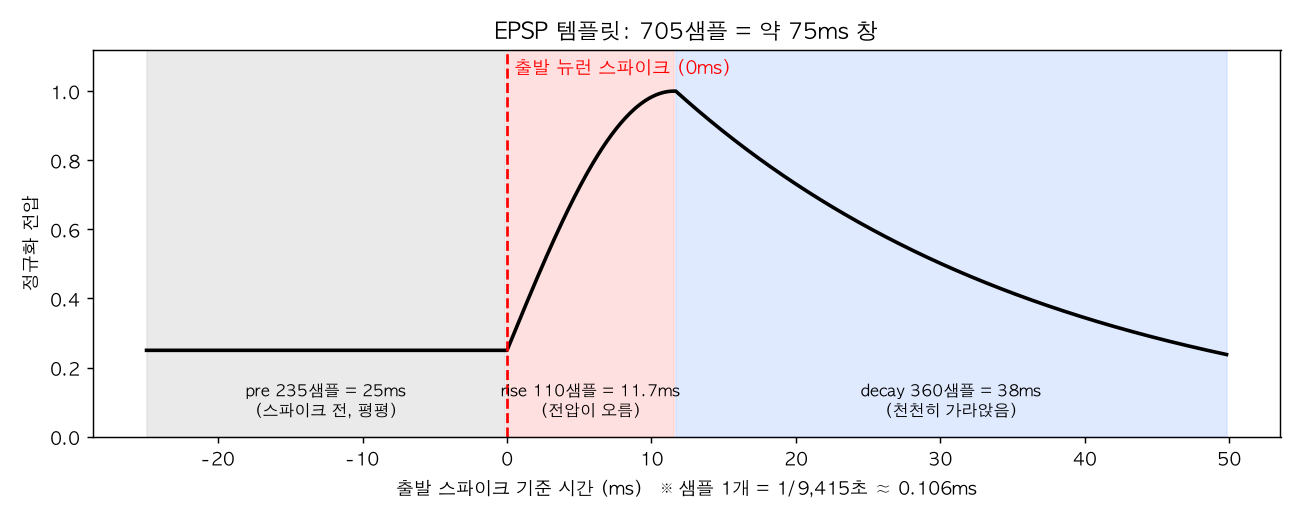 EPSP 템플릿: 705샘플 = 약 75ms 창
출발 뉴런 스파이크 (0ms)
정규화 전압
1.0
0.8
0.6
0.4
0.2
0.0
pre 235샘플 = 25ms
(스파이크 전, 평평)
rise 110샘플 = 11.7ms
(전압이 오름)
decay 360샘플 = 38ms
(천천히 가라앉음)
-20 -10 0 10 20 30 40 50
출발 스파이크 기준 시간 (ms) ※ 샘플 1개 = 1/9,415초 ≈ 0.106ms